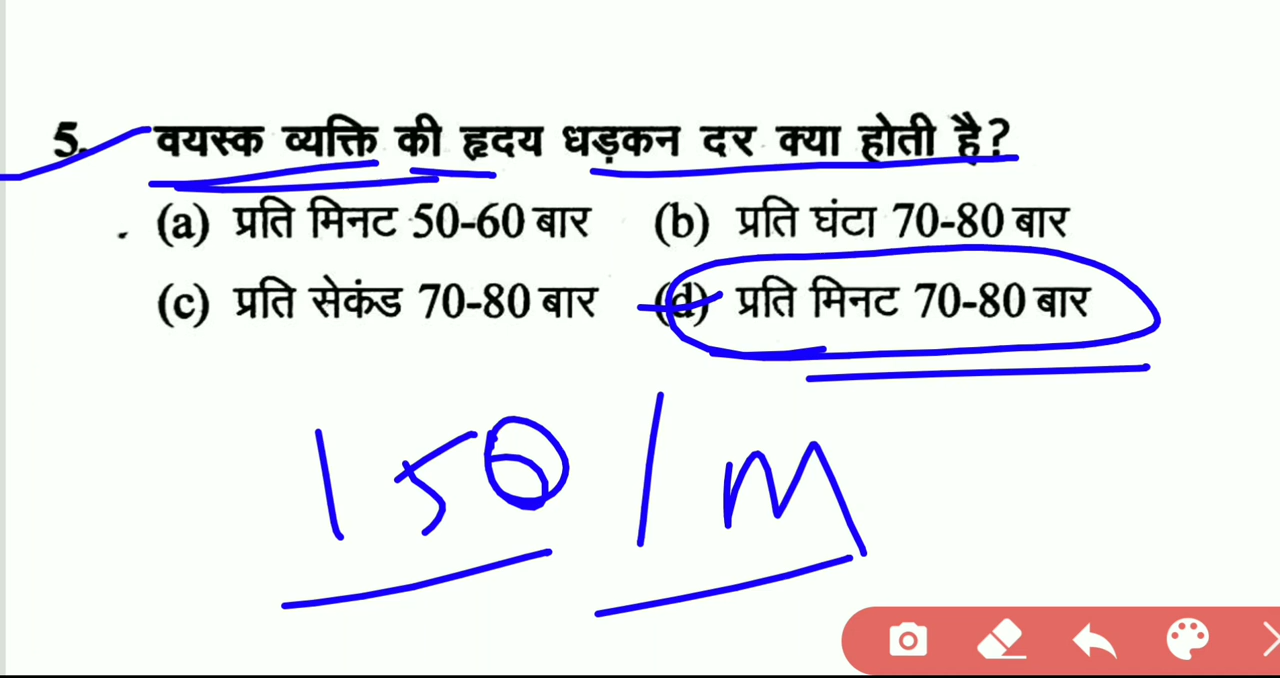 5. वयस्क व्यक्ति की हृदय धड़कन दर क्या होती है?
(a) प्रति मिनट 50-60 बार (b) प्रति घंटा 70-80 बार
(c) प्रति सेकंड 70-80 बार (d) प्रति मिनट 70-80 बार
150/m